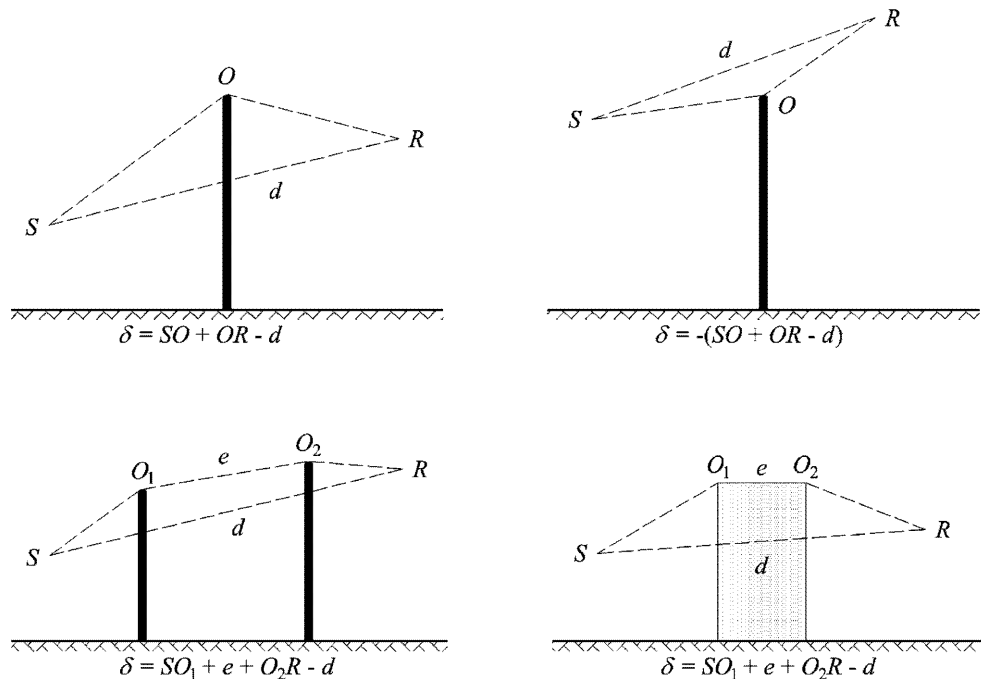 O
R
d
S
δ = SO + OR - d
R
d
S
O
δ = -(SO + OR - d)
O₁
e
O₂
R
d
S
δ = SO₁ + e + O₂R - d
O₁
e
O₂
R
S
d
δ = SO₁ + e + O₂R - d